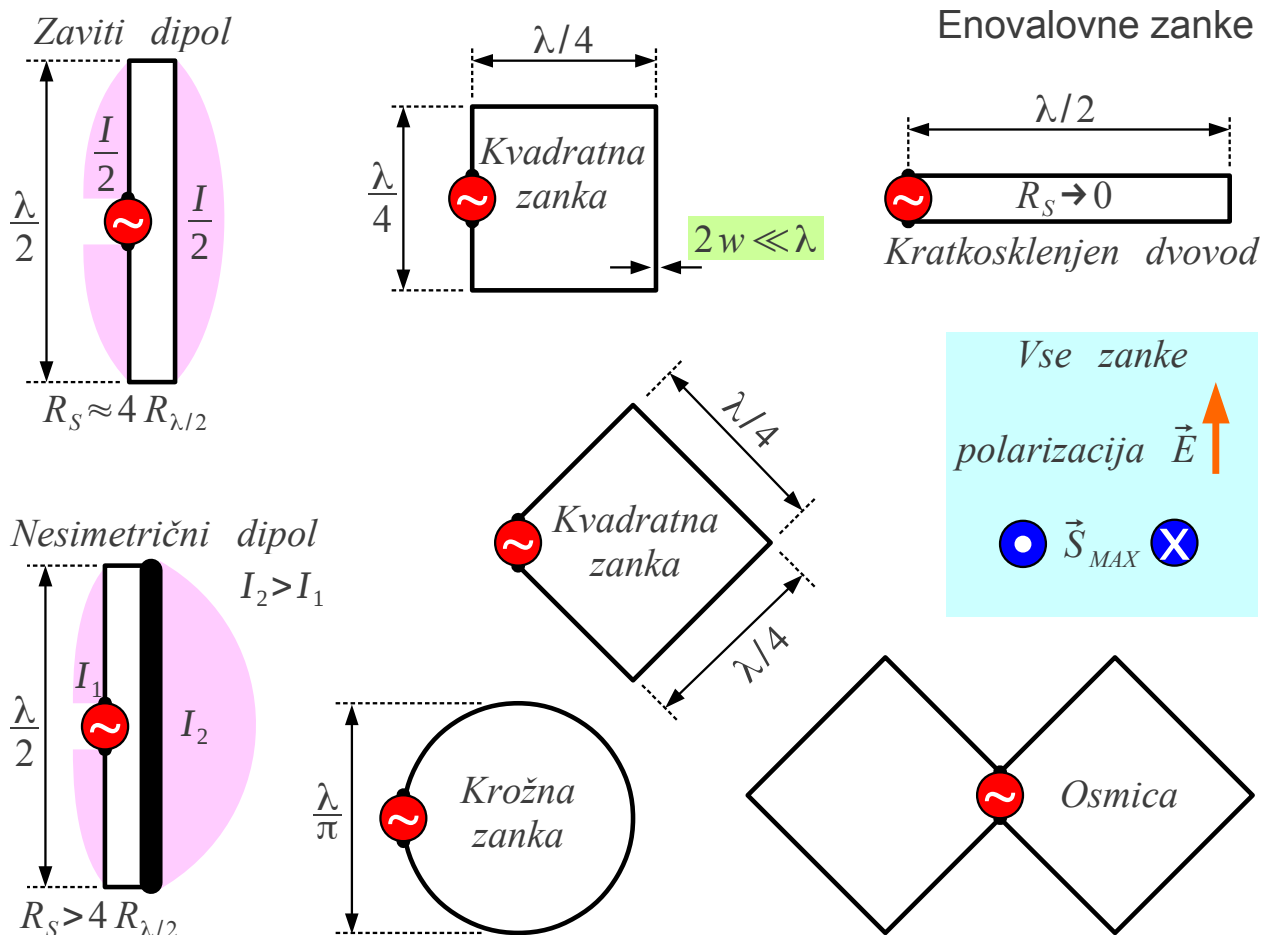 Enovalovne zanke
Zaviti dipol
λ/2
I/2
I/2
~
R_S ≈ 4 R_λ/2
λ/4
λ/4
Kvadratna
zanka
~
2w ≪ λ
λ/2
~
R_S → 0
Kratkosklenjen dvovod
Vse zanke
polarizacija E⃗
S⃗_MAX X
λ/4
Kvadratna
zanka
~
λ/4
Nesimetrični dipol
I_2 > I_1
λ/2
I_1
~
I_2
R_S > 4 R_λ/2
λ/π
Krožna
zanka
~
~
Osmica